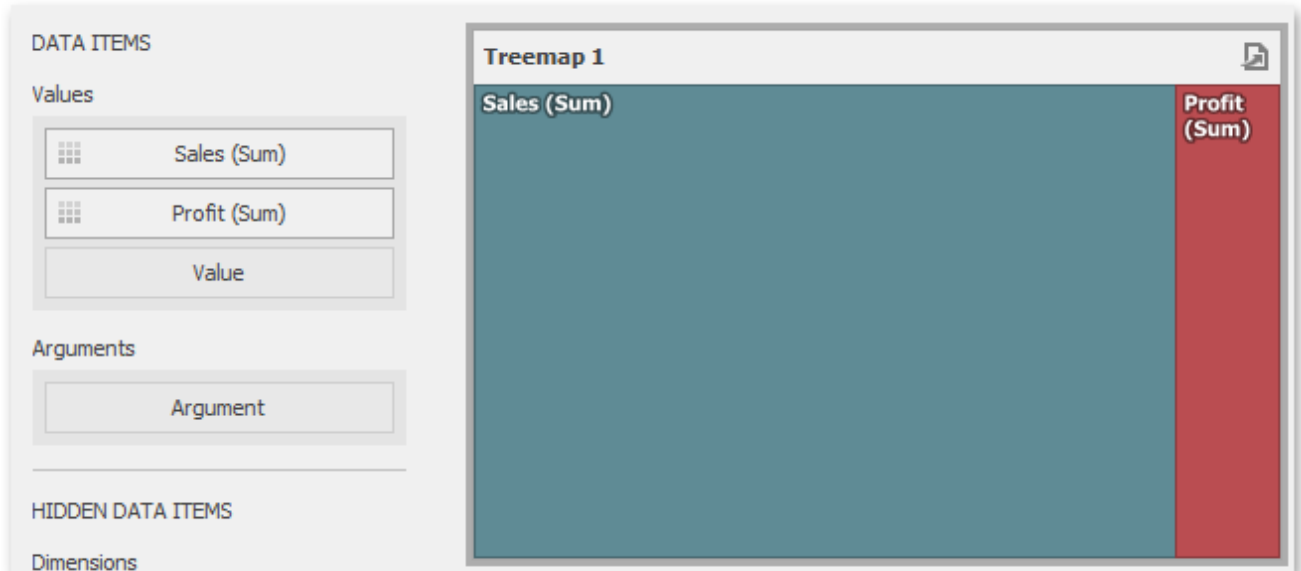 DATA ITEMS
Values
Sales (Sum)
Profit (Sum)
Value
Arguments
Argument
HIDDEN DATA ITEMS
Dimensions
Treemap 1
Sales (Sum)
Profit
(Sum)